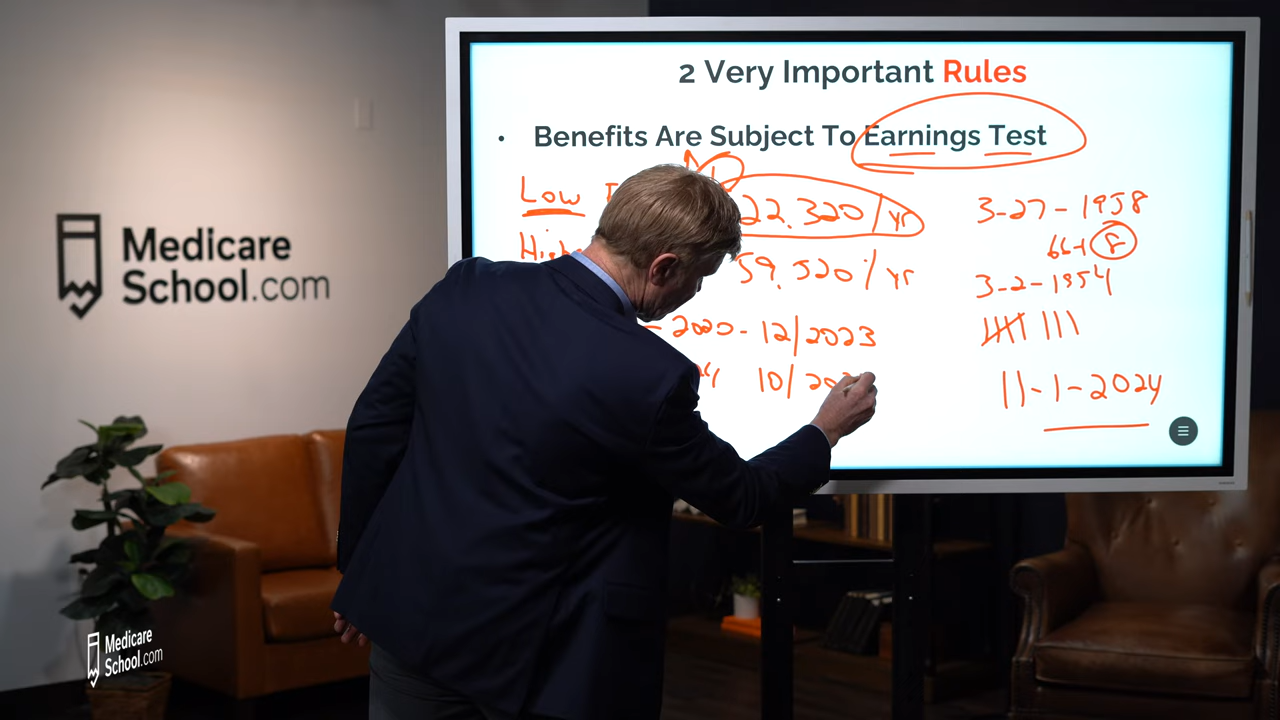 Medicare
School.com
2 Very Important Rules
• Benefits Are Subject To Earnings Test
Low 22,320/yr
59,520/yr
2020 - 12/2023
10/
3-27-1958
66+8
3-2-1954
11-1-2024
Medicare
School.com